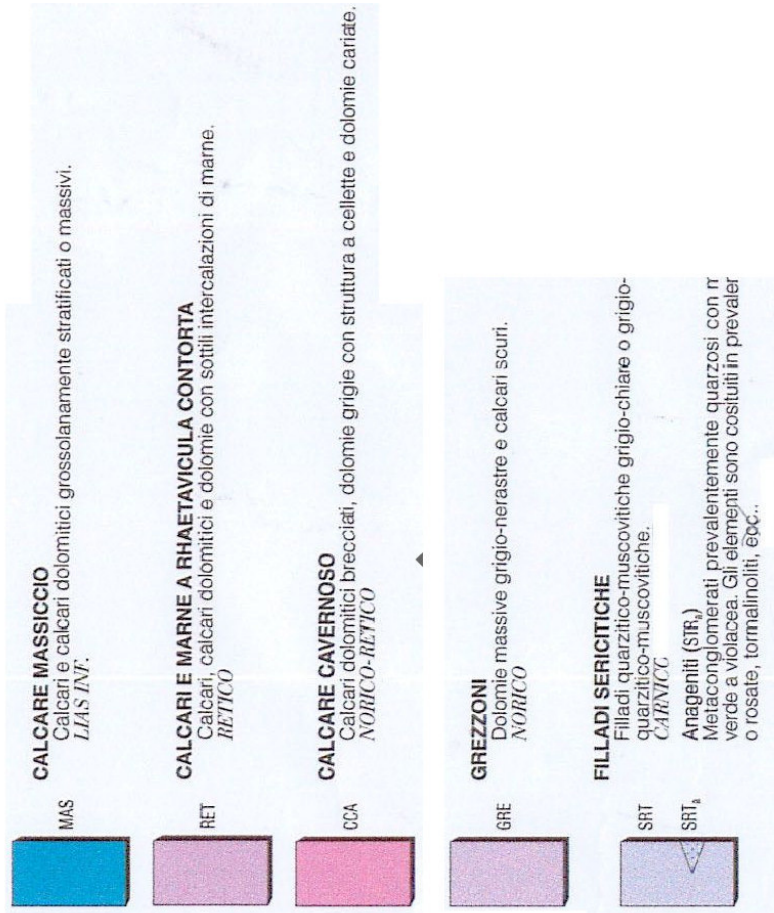 MAS
CALCARE MASSICCIO
Calcari e calcari dolomitici grossolanamente stratificati o massivi.
LIAS INF.
RET
CALCARI E MARNE A RHAETAVICULA CONTORTA
Calcari, calcari dolomitici e dolomie con sottili intercalazioni di marne.
RETICO
CCA
CALCARE CAVERNOSO
Calcari dolomitici brecciati, dolomie grigie con struttura a cellette e dolomie cariate.
NORICO-RETICO
GRE
GREZZONI
Dolomie massive grigio-nerastre e calcari scuri.
NORICO
SRT
FILLADI SERICITICHE
Filladi quarzitico-muscovitiche grigio-chiare o grigio-
quarzitico-muscovitiche.
CARNICC
SRTa
Anageniti (STRa)
Metaconglomerati prevalentemente quarzosi con m
verde a violacea. Gli elementi sono costuiti in prevaler
o rosate, tormalinoliti, ecc..